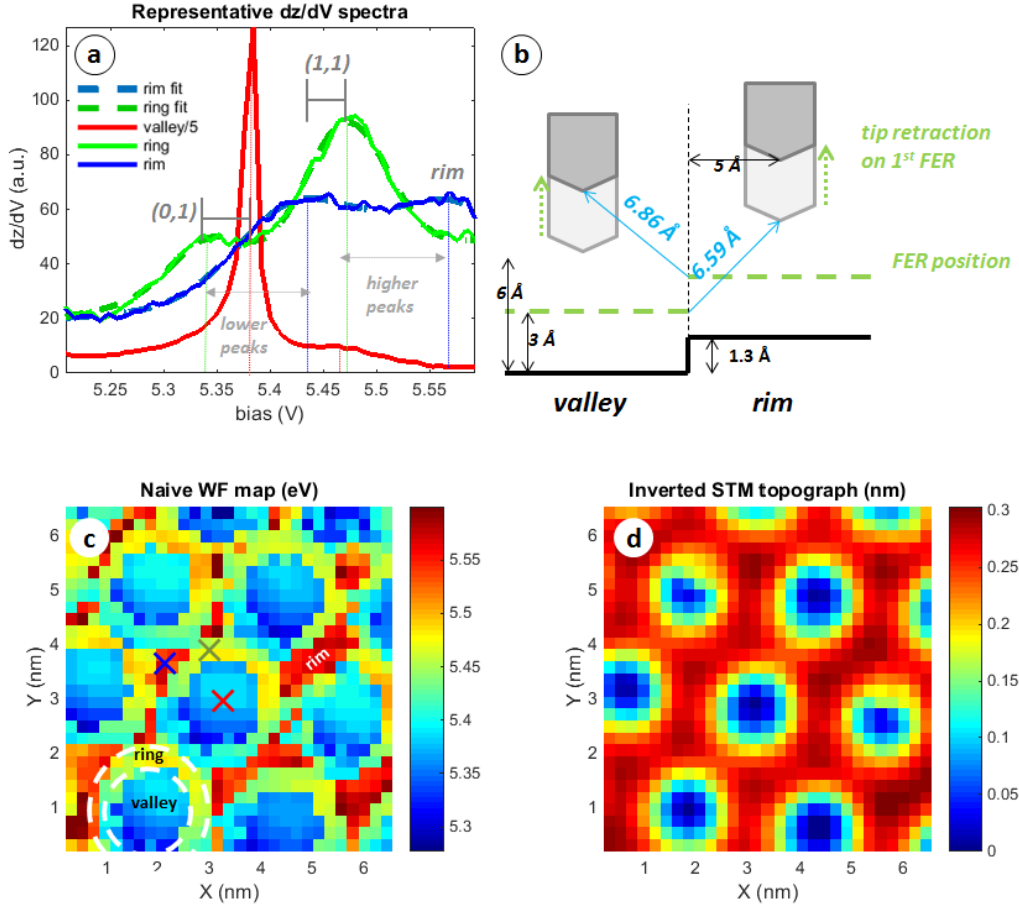 Representative dz/dV spectra
a
120
100
80
60
40
20
0
dz/dV (a.u.)
rim fit
ring fit
valley/5
ring
rim
(1,1)
(0,1)
rim
higher
peaks
lower
peaks
5.25
5.3
5.35
5.4
5.45
5.5
5.55
bias (V)
b
tip retraction
on 1st FER
5 Å
6.86 Å
6.59 Å
FER position
6 Å
3 Å
1.3 Å
valley
rim
Naive WF map (eV)
c
6
5
4
3
2
1
Y (nm)
rim
ring
valley
1 2 3 4 5 6
X (nm)
5.55
5.5
5.45
5.4
5.35
5.3
Inverted STM topograph (nm)
d
6
5
4
3
2
1
Y (nm)
1 2 3 4 5 6
X (nm)
0.3
0.25
0.2
0.15
0.1
0.05
0